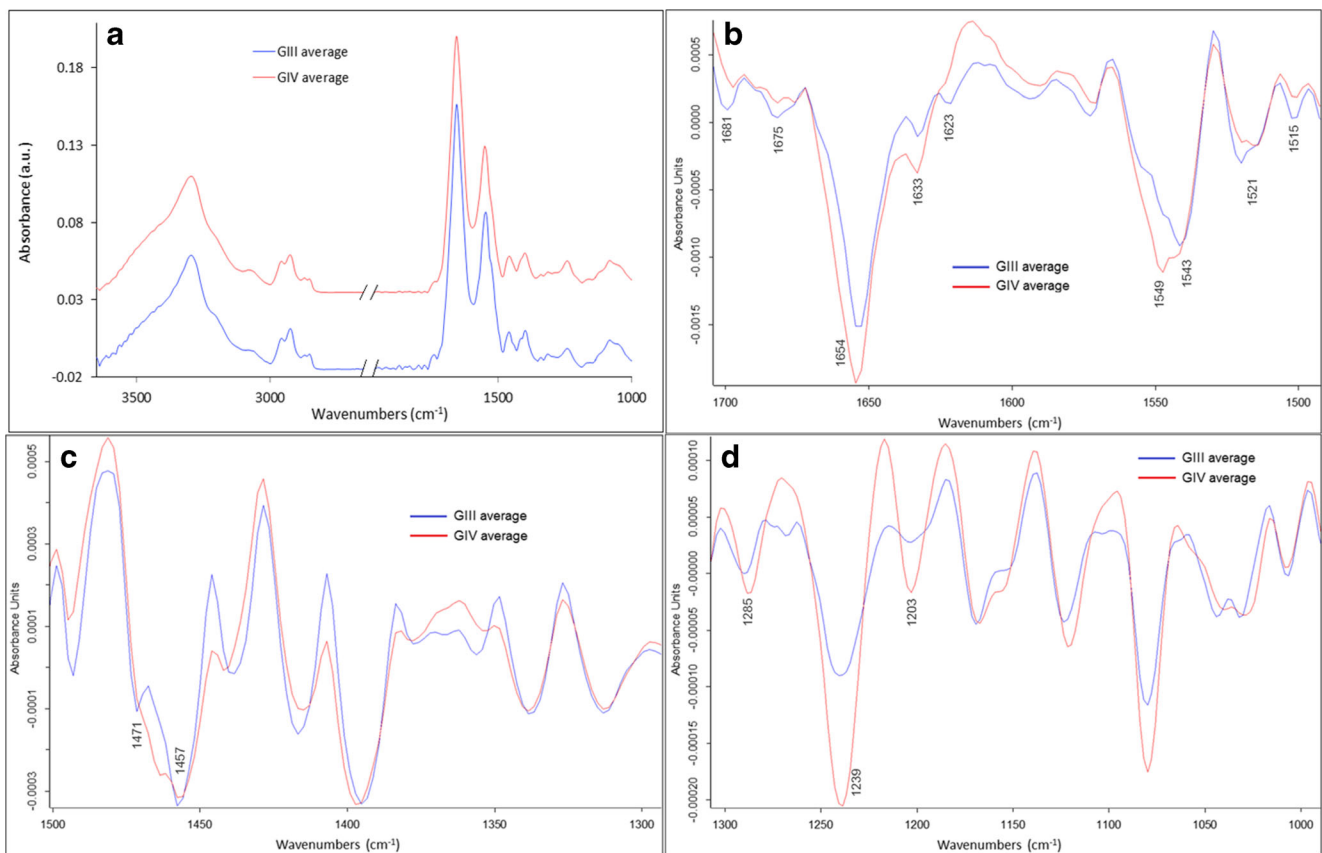 a
GIII average
GIV average
Absorbance (a.u.)
0.18
0.13
0.08
0.03
-0.02
3500
3000
1500
1000
Wavenumbers (cm-1)
b
Absorbance Units
0.0005
0.0000
-0.0005
-0.0010
-0.0015
1681
1675
1654
1633
1623
1549
1543
1521
1515
GIII average
GIV average
1700
1650
1600
1550
1500
Wavenumbers (cm-1)
c
Absorbance Units
0.0005
0.0003
0.0001
-0.0001
-0.0003
1471
1457
GIII average
GIV average
1500
1400
1350
1300
Wavenumbers (cm-1)
d
Absorbance Units
0.00010
0.00005
-0.00000
-0.00005
-0.00010
-0.00015
-0.00020
1285
1239
1203
GIII average
GIV average
1300
1250
1200
1100
1050
1000
Wavenumbers (cm-1)